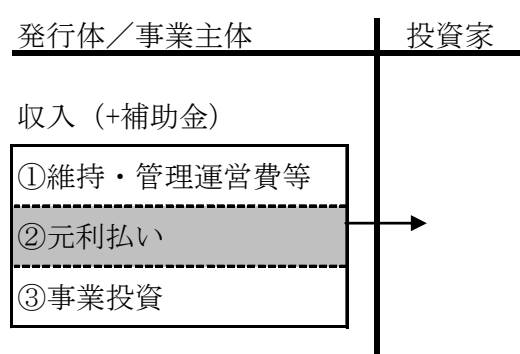 発行体／事業主体
投資家
収入（+補助金）
①維持・管理運営費等
②元利払い
③事業投資